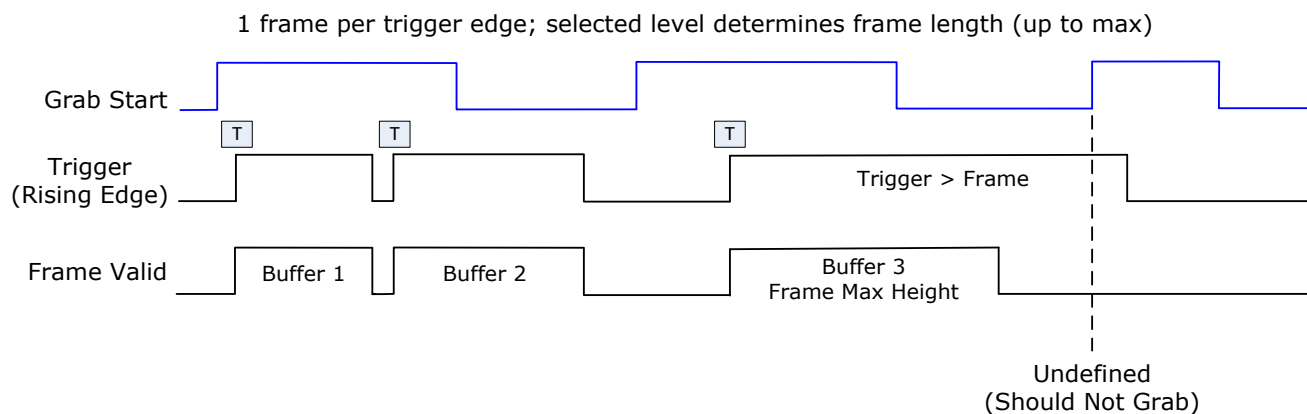 1 frame per trigger edge; selected level determines frame length (up to max)
Grab Start
T
T
T
Trigger
(Rising Edge)
Trigger > Frame
Frame Valid
Buffer 1
Buffer 2
Buffer 3
Frame Max Height
Undefined
(Should Not Grab)